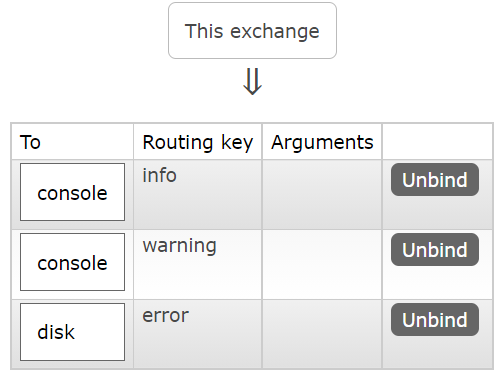 This exchange
⇓
To Routing key Arguments
console info Unbind
console warning Unbind
disk error Unbind